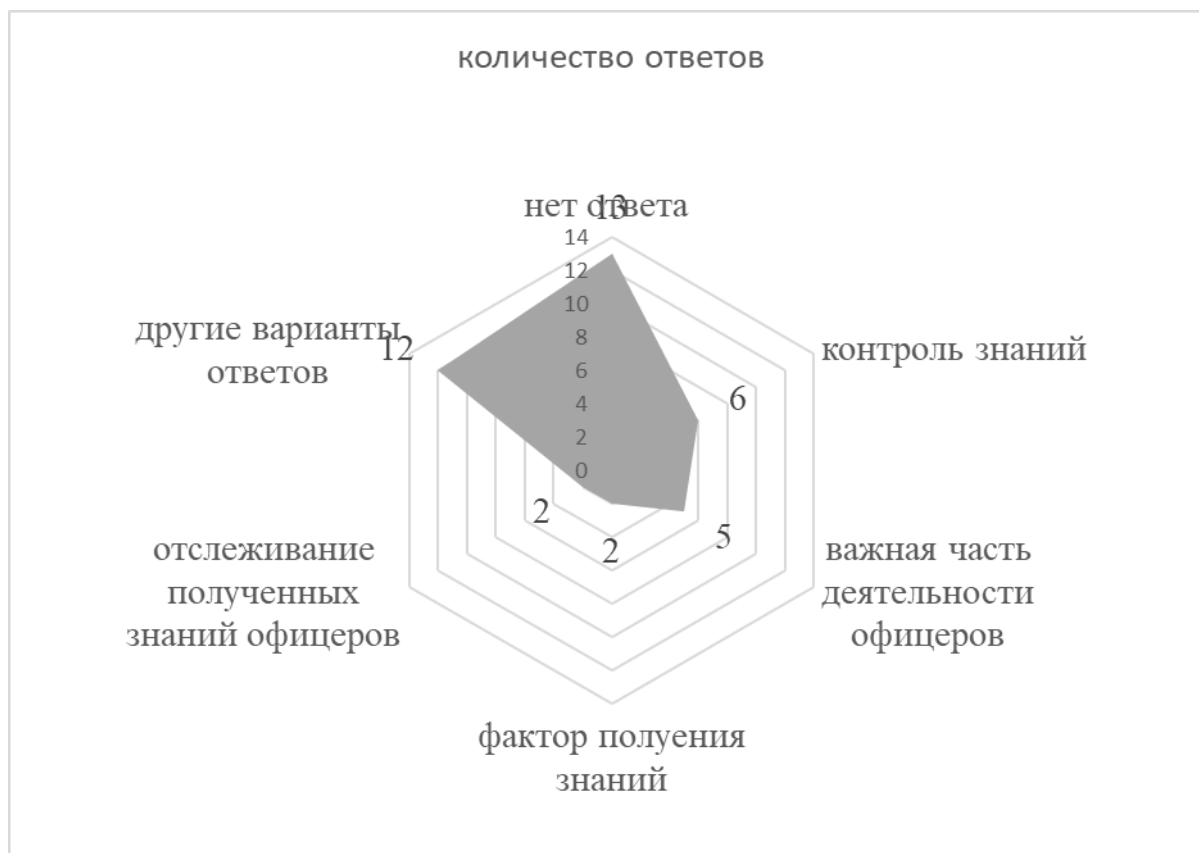 количество ответов
нет ответа
13
14
12
10
8
6
4
2
0
другие варианты
ответов
12
контроль знаний
6
важная часть
деятельности
офицеров
5
фактор полуения
знаний
2
отслеживание
полученных
знаний офицеров
2